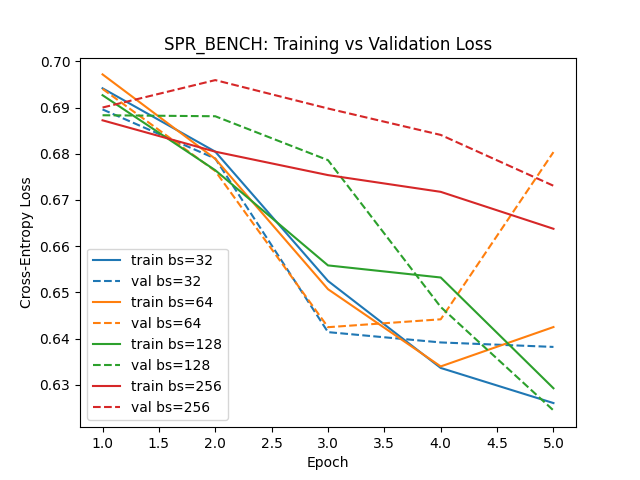 SPR_BENCH: Training vs Validation Loss
Cross-Entropy Loss
0.70
0.69
0.68
0.67
0.66
0.65
0.64
0.63
train bs=32
val bs=32
train bs=64
val bs=64
train bs=128
val bs=128
train bs=256
val bs=256
1.0 1.5 2.0 2.5 3.0 3.5 4.0 4.5 5.0
Epoch